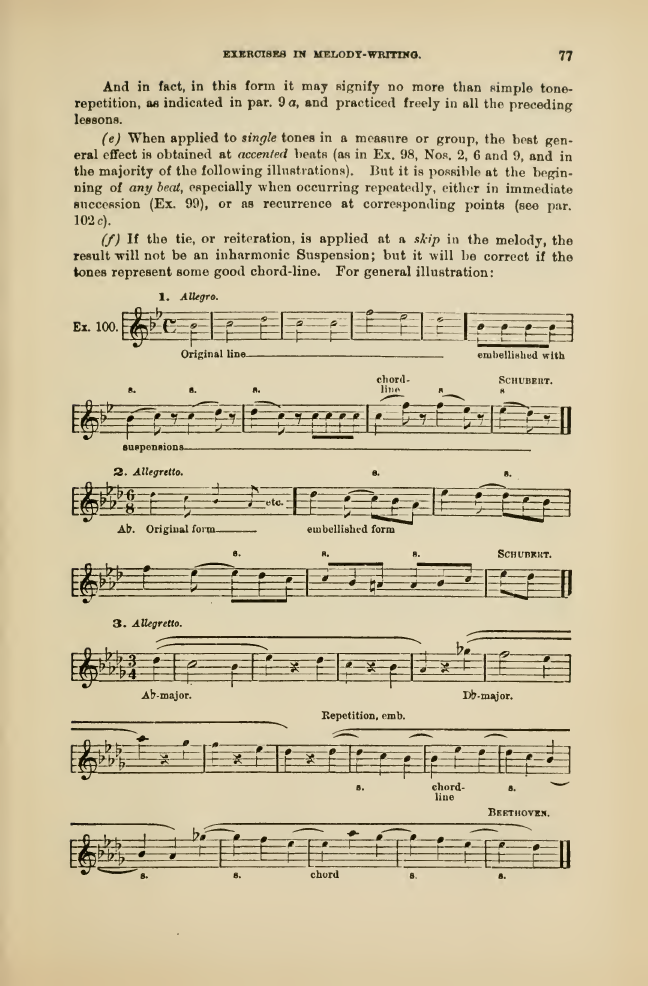 EXERCISES IN MELODY-WRITING. 77
And in fact, in this form it may signify no more than simple tone-
repetition, as indicated in par. 9 a, and practiced freely in all the preceding
lessons.
(e) When applied to single tones in a measure or group, the best gen-
eral effect is obtained at accented beats (as in Ex. 98, Nos. 2, 6 and 9, and in
the majority of the following illustrations). But it is possible at the begin-
ning of any beat, especially when occurring repeatedly, either in immediate
succession (Ex. 99), or as recurrence at corresponding points (see par.
102 c).
(f) If the tie, or reiteration, is applied at a skip in the melody, the
result will not be an inharmonic Suspension; but it will be correct if the
tones represent some good chord-line. For general illustration:
1. Allegro.
Ex. 100.
Original line embellished with
chord-
s. s. s. line s s SCHUBERT.
suspensions
2. Allegretto. s. s.
6
8
etc.
A♭. Original form embellished form
s. s. s. SCHUBERT.
3. Allegretto.
3
4
A♭-major. D♭-major.
Repetition, emb.
s. chord- s.
line
BEETHOVEN.
s. s. chord s. s.